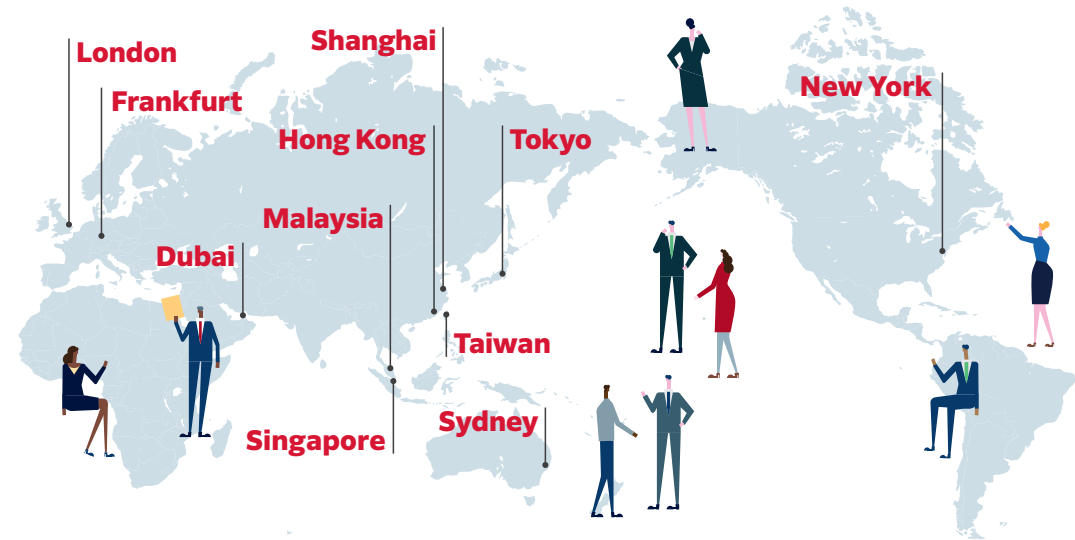 London
Shanghai
Frankfurt
New York
Hong Kong
Tokyo
Malaysia
Dubai
Taiwan
Sydney
Singapore